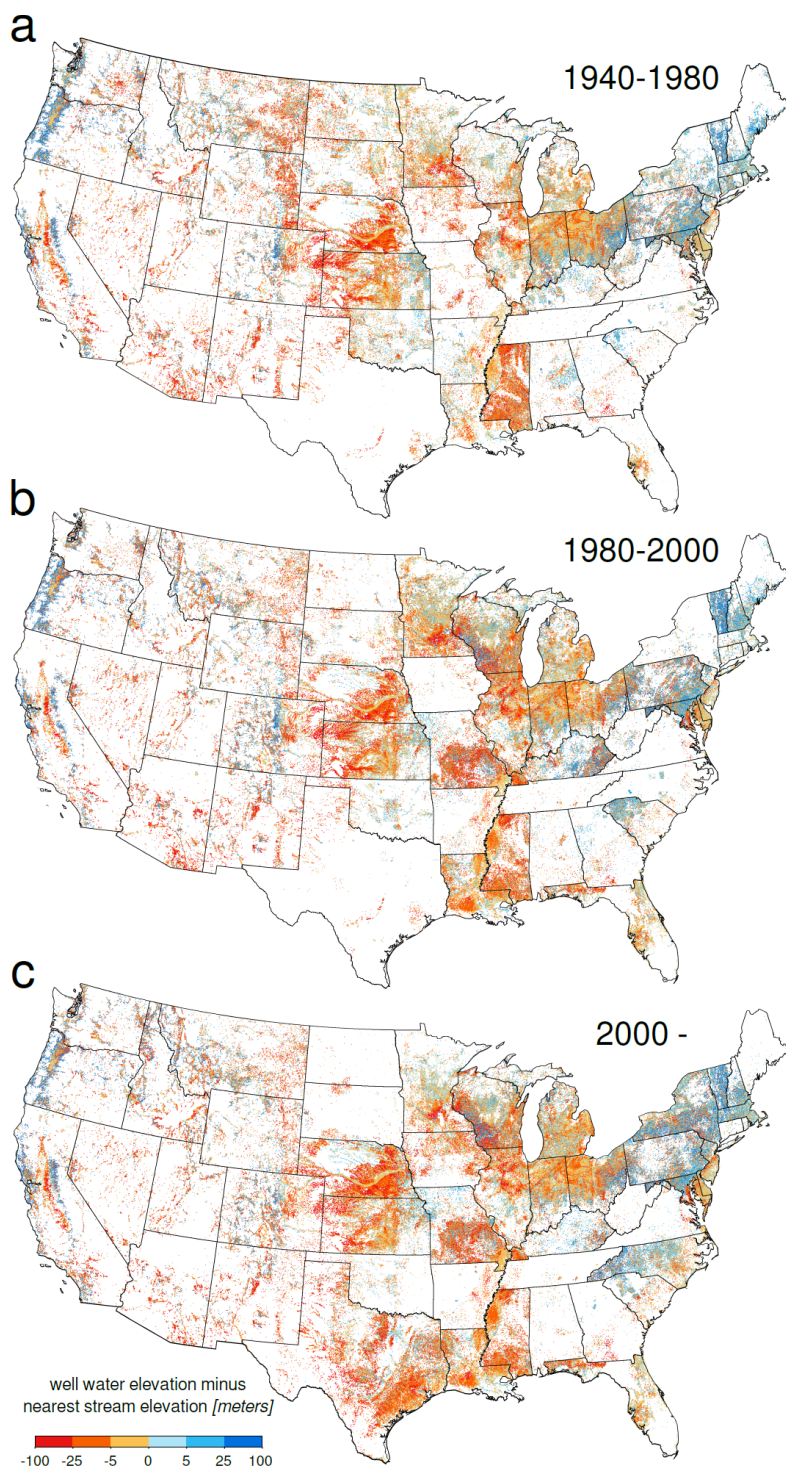 a
1940-1980
b
1980-2000
c
2000 -
well water elevation minus
nearest stream elevation [meters]
-100 -25 -5 0 5 25 100